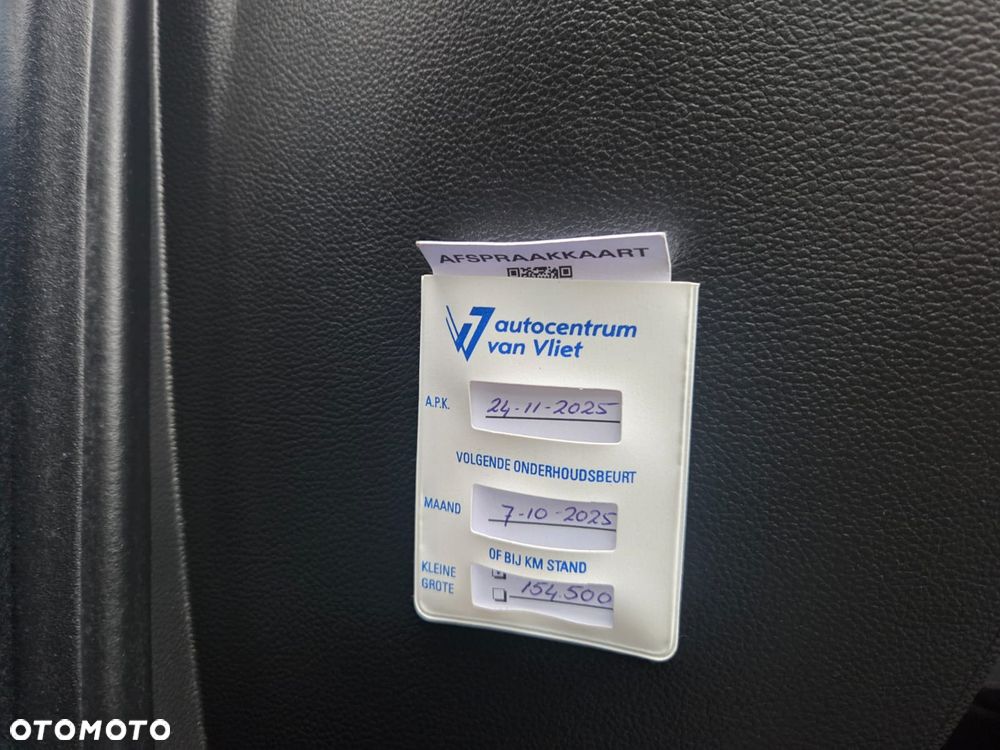 AFSPRAAKKAART
autocentrum
van Vliet
A.P.K. 24-11-2025
VOLGENDE ONDERHOUDSBEURT
MAAND 7-10-2025
OF BIJ KM STAND
KLEINE
GROTE 154.500
OTOMOTO